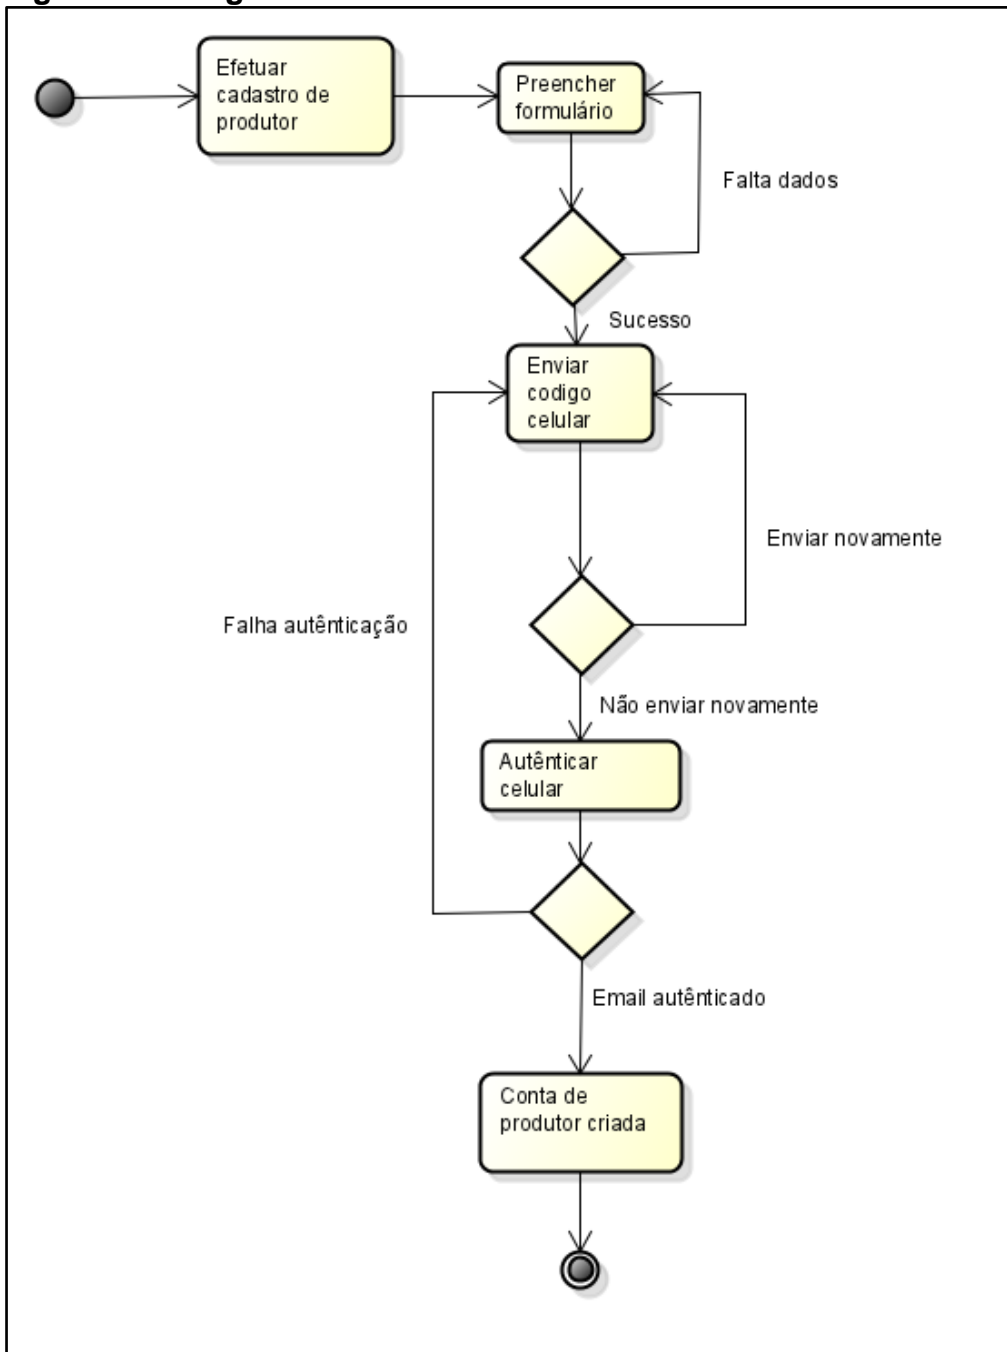 Efetuar
cadastro de
produtor
Preencher
formulário
Falta dados
Sucesso
Enviar
codigo
celular
Enviar novamente
Falha autênticação
Não enviar novamente
Autênticar
celular
Email autênticado
Conta de
produtor criada